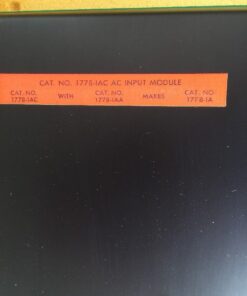 CAT. NO. 1778-IAC AC INPUT MODULE
CAT. NO. CAT. NO. CAT. NO.
1778-IAC WITH 1778-IAA MAKES 1778-IA